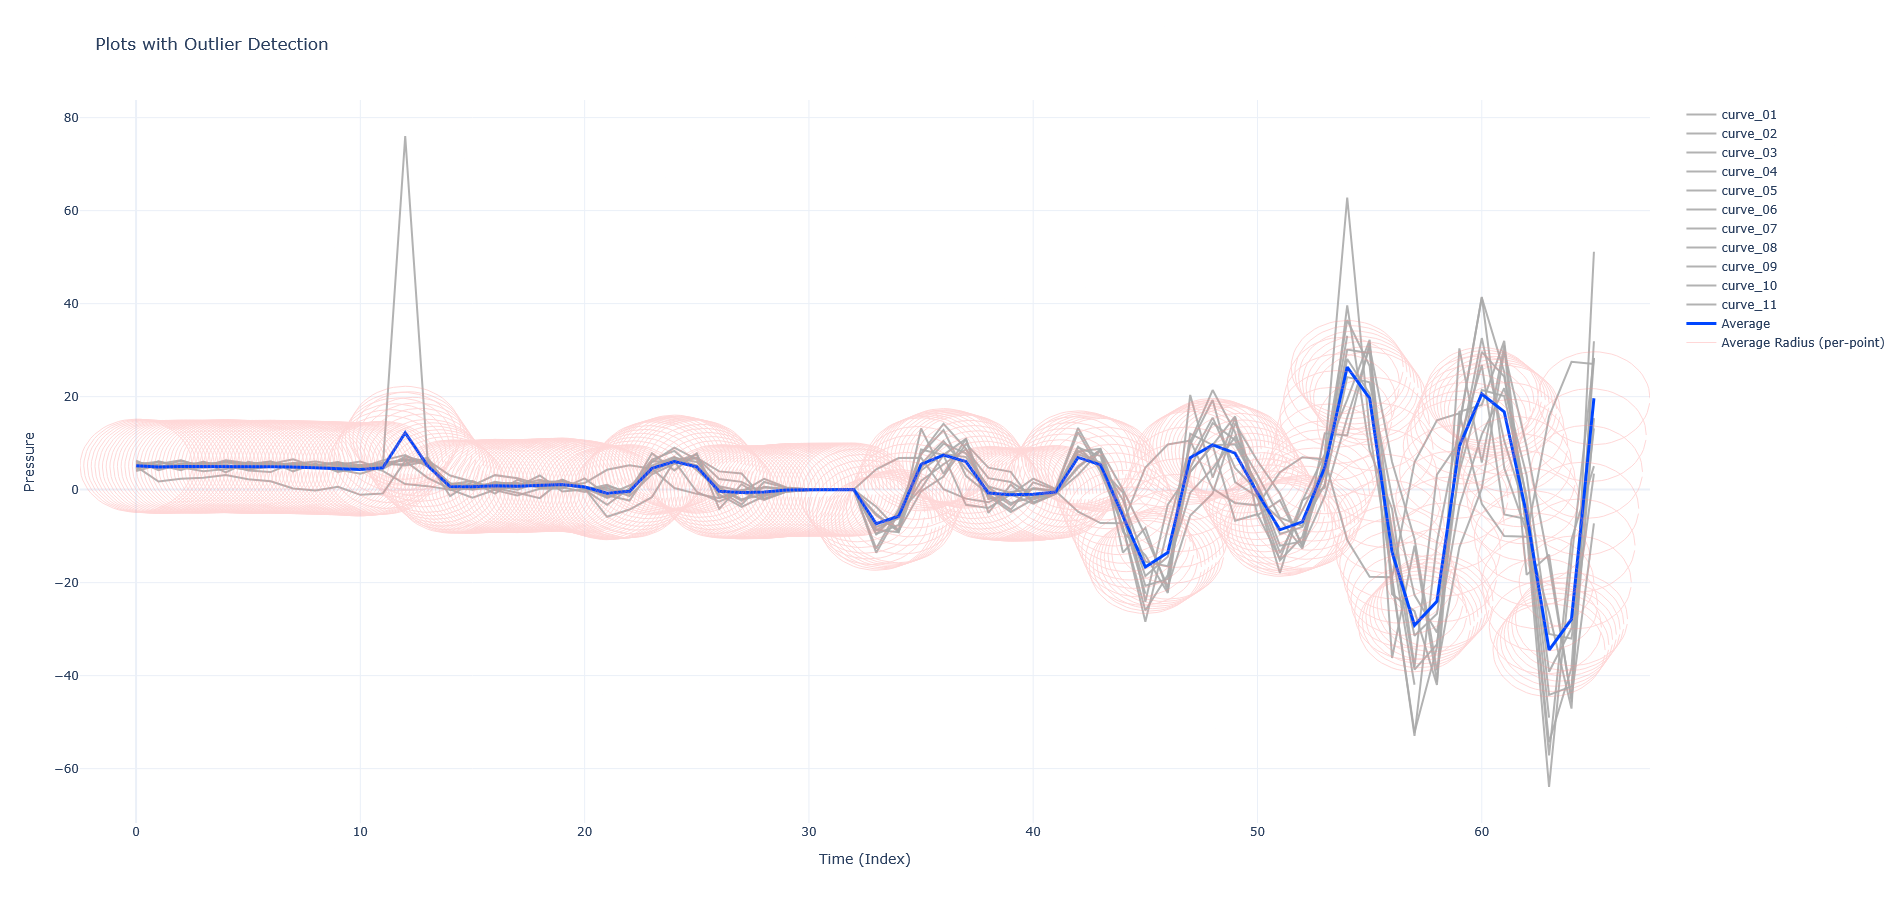 Plots with Outlier Detection
80
60
40
20
0
−20
−40
−60
Pressure
0
10
20
30
40
50
60
Time (Index)
curve_01
curve_02
curve_03
curve_04
curve_05
curve_06
curve_07
curve_08
curve_09
curve_10
curve_11
Average
Average Radius (per-point)